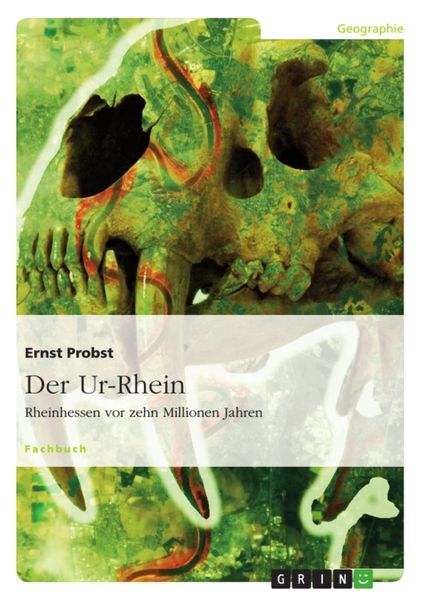 Geographie
Ernst Probst
Der Ur-Rhein
Rheinhessen vor zehn Millionen Jahren
Fachbuch
GRIN